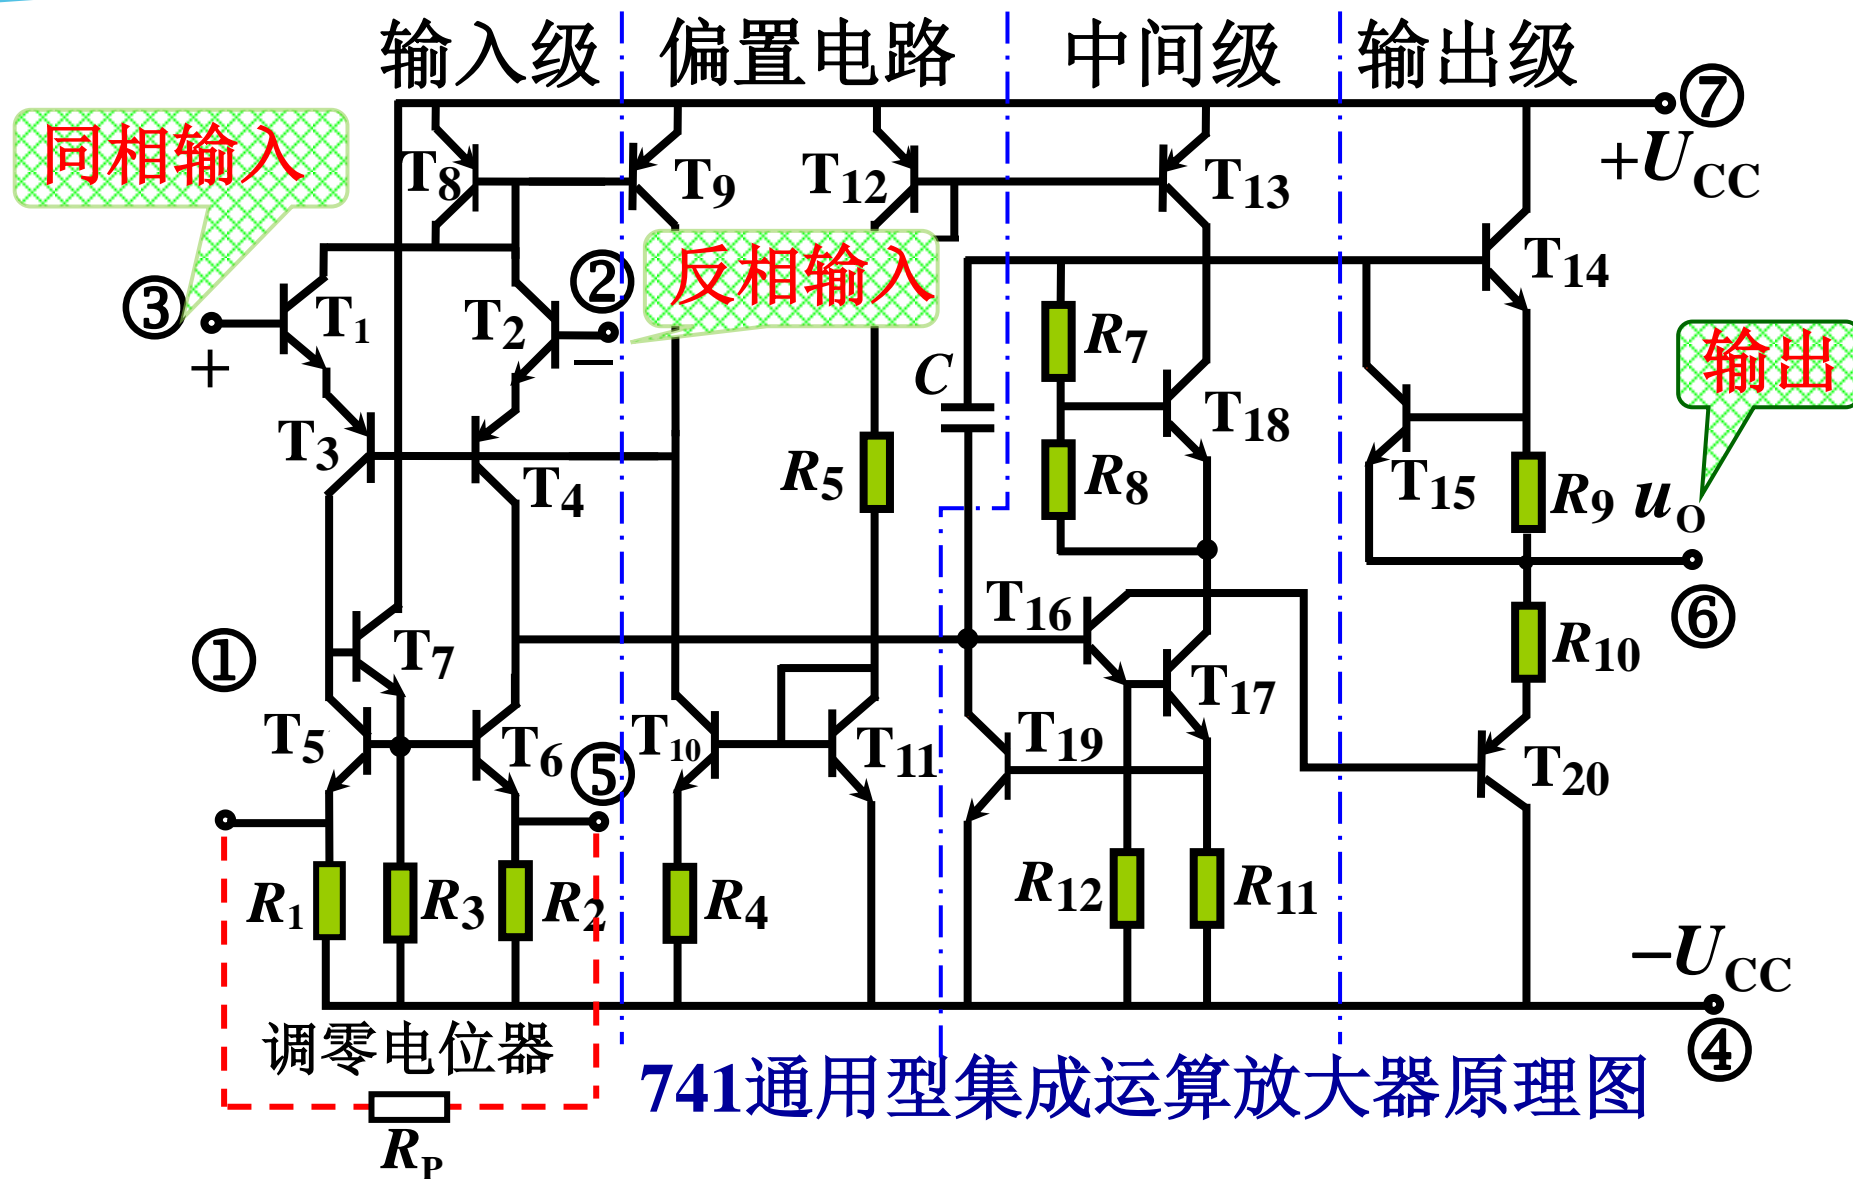 输入级 偏置电路 中间级 输出级
⑦
同相输入
+UCC
T8 T9 T12 T13
反相输入
②
T14
③ T1 T2
+ −
R7
输出
C
T18
T3 T4
R5 R8 T15 R9 uO
T16
⑥
① T7
R10
T17
T5 T6 ⑤ T10 T11 T19
T20
R1 R3 R2 R4 R12 R11
−UCC
④
调零电位器
741通用型集成运算放大器原理图
RP